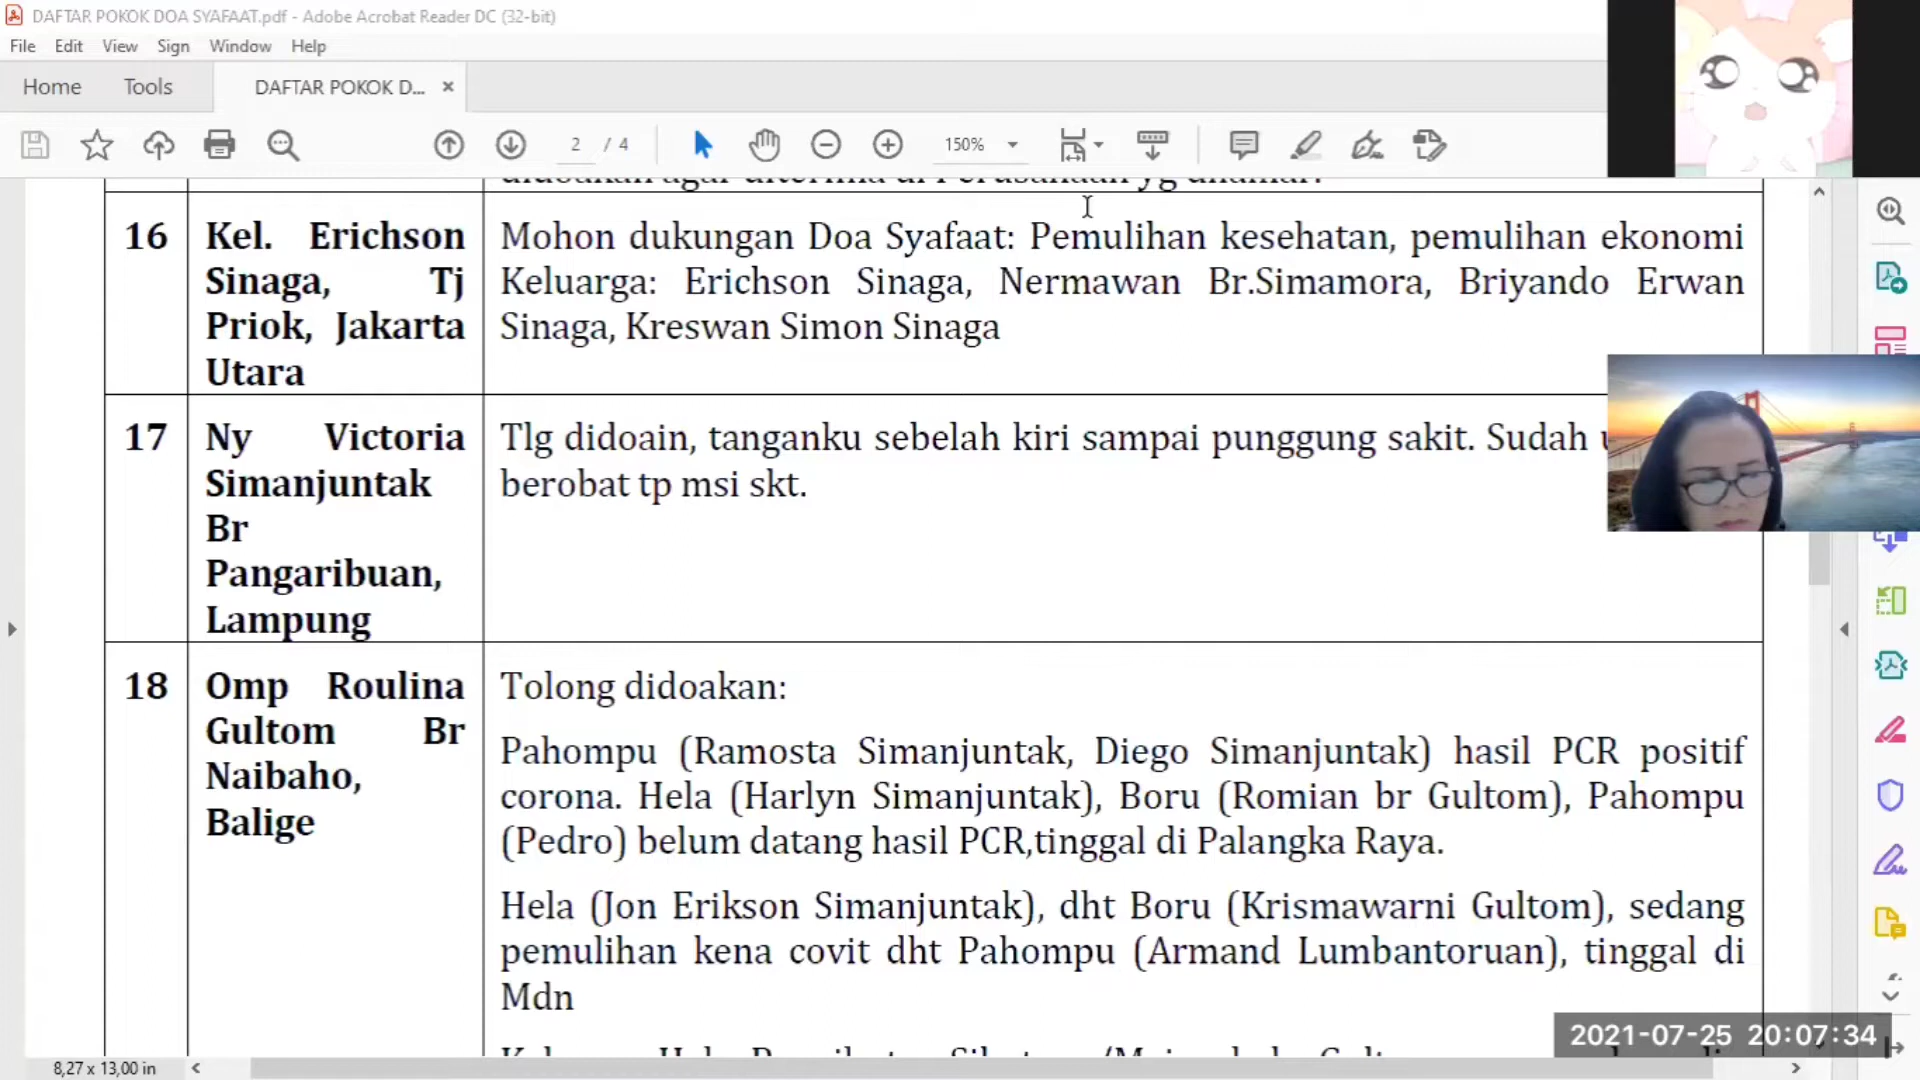 DAFTAR POKOK DOA SYAFAAT.pdf - Adobe Acrobat Reader DC (32-bit)
File Edit View Sign Window Help
Home Tools DAFTAR POKOK D... ×
2 / 4 150%
didoakan agar diterima di Perusahaan yg dilamar.
16 Kel. Erichson Sinaga, Tj Priok, Jakarta Utara
Mohon dukungan Doa Syafaat: Pemulihan kesehatan, pemulihan ekonomi
Keluarga: Erichson Sinaga, Nermawan Br.Simamora, Briyando Erwan
Sinaga, Kreswan Simon Sinaga
17 Ny Victoria Simanjuntak Br Pangaribuan, Lampung
Tlg didoain, tanganku sebelah kiri sampai punggung sakit. Sudah
berobat tp msi skt.
18 Omp Roulina Gultom Br Naibaho, Balige
Tolong didoakan:
Pahompu (Ramosta Simanjuntak, Diego Simanjuntak) hasil PCR positif
corona. Hela (Harlyn Simanjuntak), Boru (Romian br Gultom), Pahompu
(Pedro) belum datang hasil PCR,tinggal di Palangka Raya.
Hela (Jon Erikson Simanjuntak), dht Boru (Krismawarni Gultom), sedang
pemulihan kena covit dht Pahompu (Armand Lumbantoruan), tinggal di
Mdn
8,27 x 13,00 in
2021-07-25 20:07:34